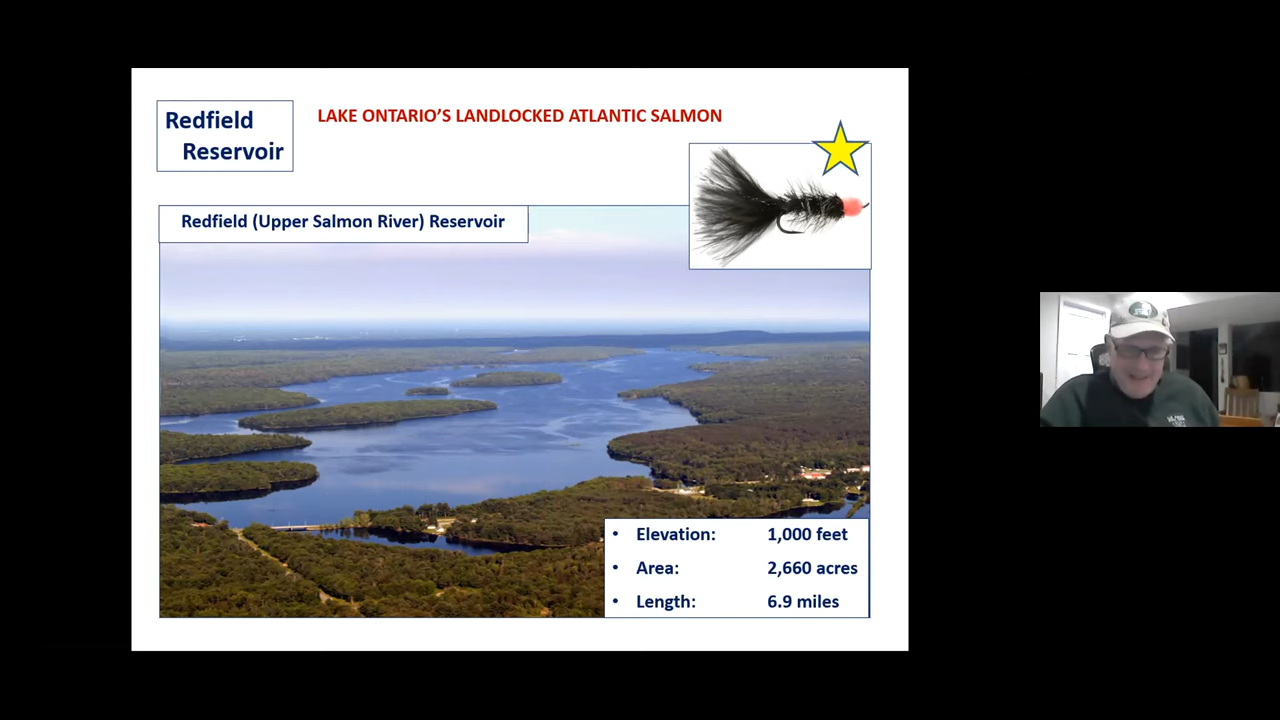 Redfield
Reservoir
LAKE ONTARIO'S LANDLOCKED ATLANTIC SALMON
Redfield (Upper Salmon River) Reservoir
• Elevation: 1,000 feet
• Area: 2,660 acres
• Length: 6.9 miles